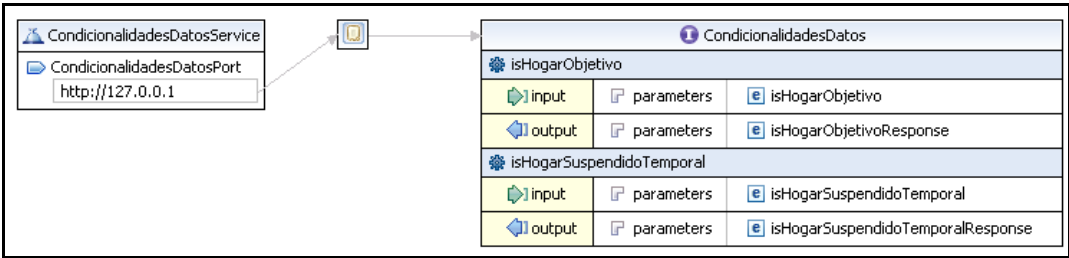 CondicionalidadesDatosService
CondicionalidadesDatosPort
http://127.0.0.1
CondicionalidadesDatos
isHogarObjetivo
input parameters e isHogarObjetivo
output parameters e isHogarObjetivoResponse
isHogarSuspendidoTemporal
input parameters e isHogarSuspendidoTemporal
output parameters e isHogarSuspendidoTemporalResponse